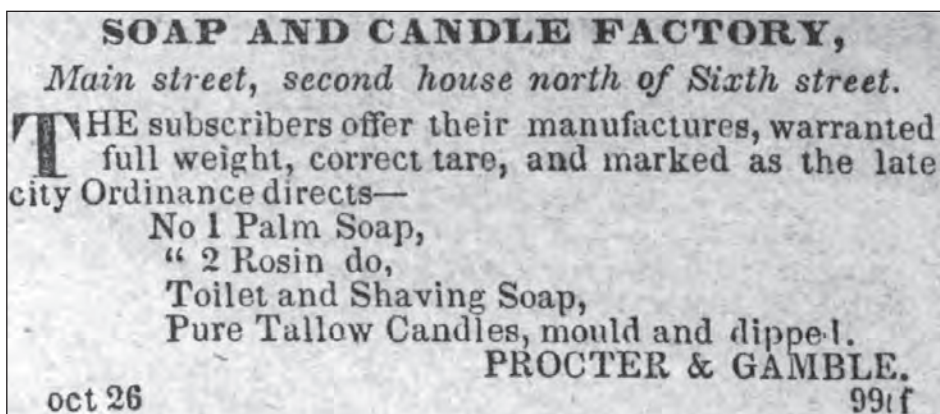 SOAP AND CANDLE FACTORY,
Main street, second house north of Sixth street.
THE subscribers offer their manufactures, warranted
full weight, correct tare, and marked as the late
city Ordinance directs—
No 1 Palm Soap,
“ 2 Rosin do,
Toilet and Shaving Soap,
Pure Tallow Candles, mould and dipped.
PROCTER & GAMBLE.
oct 26 99tf